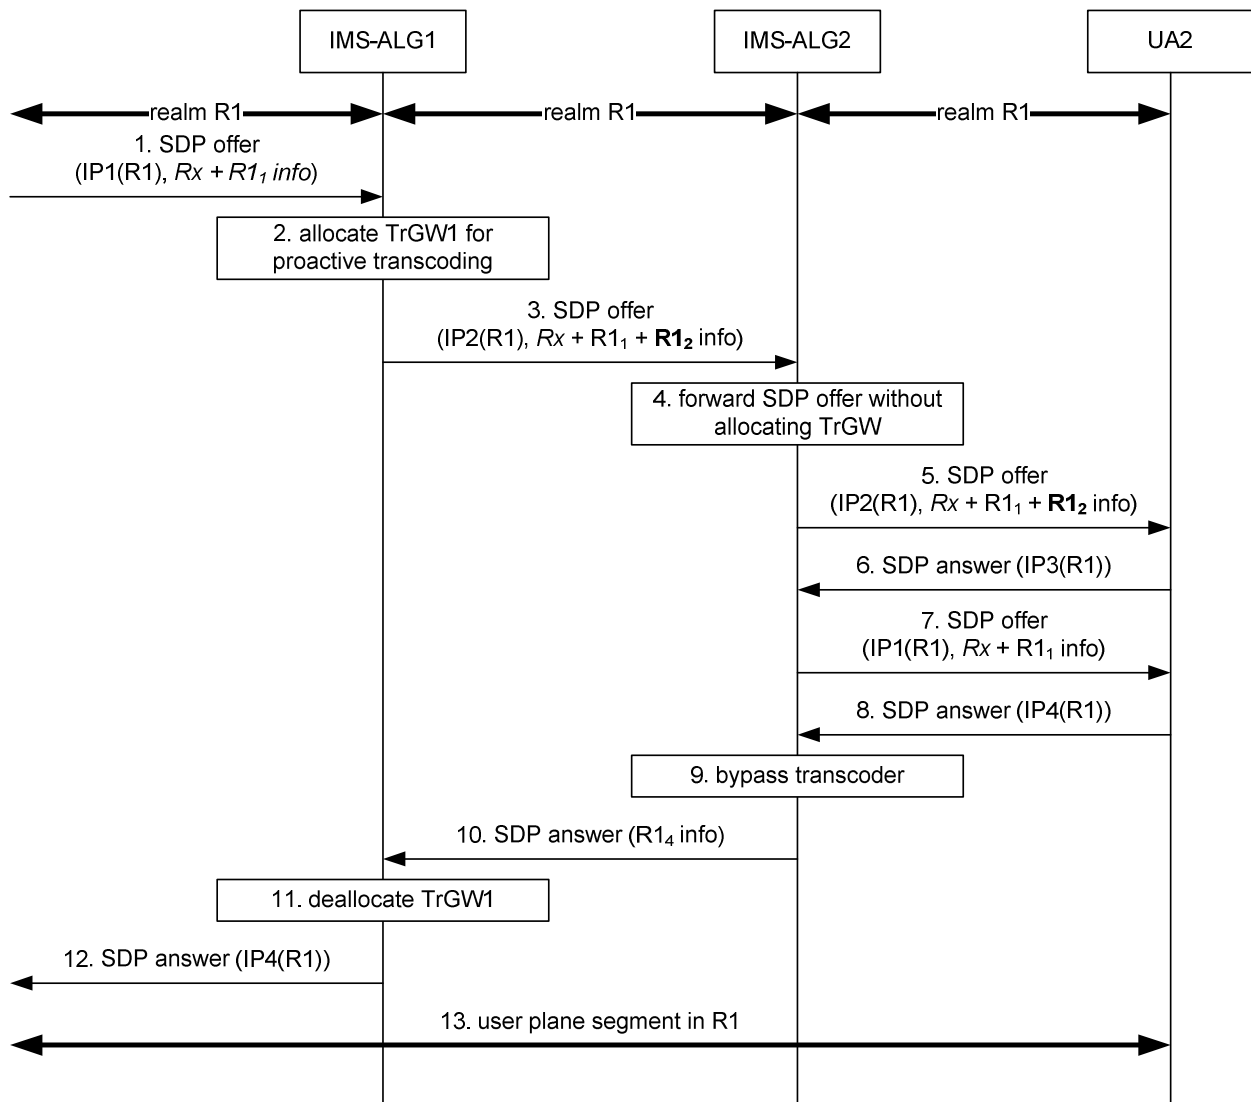 IMS-ALG1
IMS-ALG2
UA2
realm R1
realm R1
realm R1
1. SDP offer
(IP1(R1), Rx + R1₁ info)
2. allocate TrGW1 for
proactive transcoding
3. SDP offer
(IP2(R1), Rx + R1₁ + R1₂ info)
4. forward SDP offer without
allocating TrGW
5. SDP offer
(IP2(R1), Rx + R1₁ + R1₂ info)
6. SDP answer (IP3(R1))
7. SDP offer
(IP1(R1), Rx + R1₁ info)
8. SDP answer (IP4(R1))
9. bypass transcoder
10. SDP answer (R1₄ info)
11. deallocate TrGW1
12. SDP answer (IP4(R1))
13. user plane segment in R1